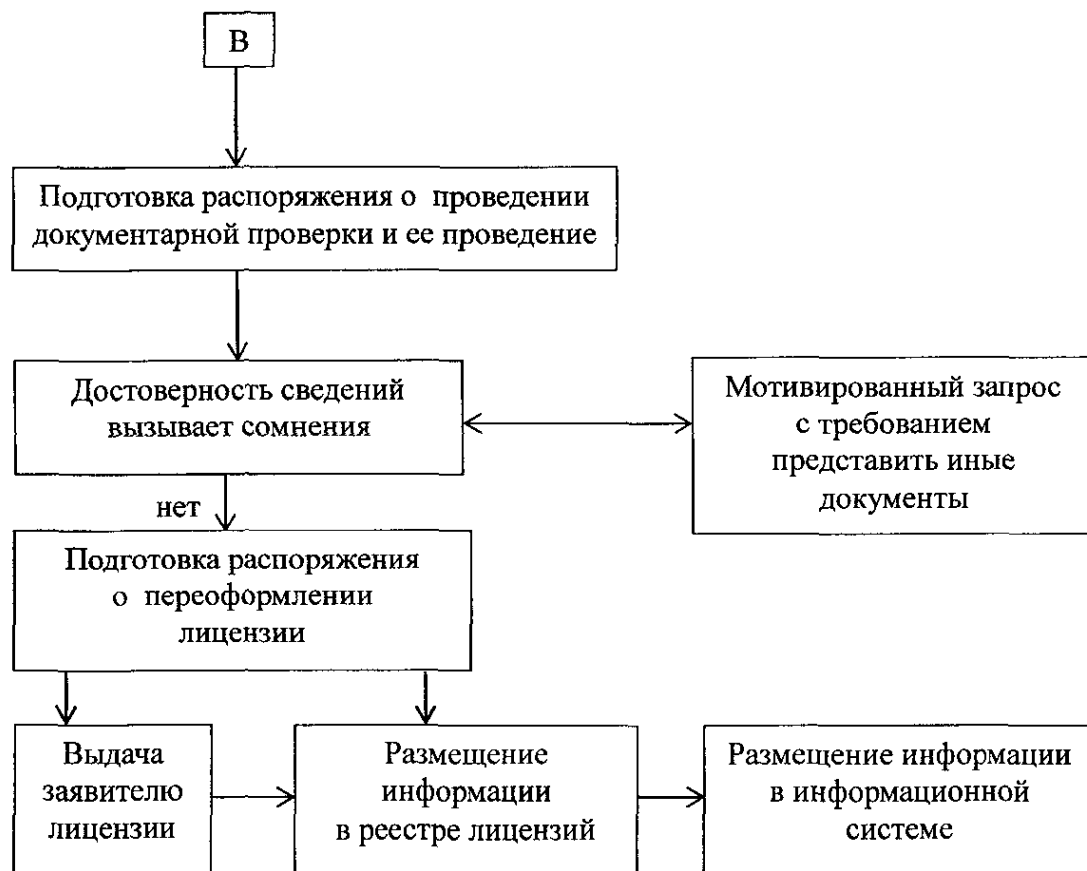 В
Подготовка распоряжения о проведении
документарной проверки и ее проведение
Достоверность сведений
вызывает сомнения
Мотивированный запрос
с требованием
представить иные
документы
нет
Подготовка распоряжения
о переоформлении
лицензии
Выдача
заявителю
лицензии
Размещение
информации
в реестре лицензий
Размещение информации
в информационной
системе